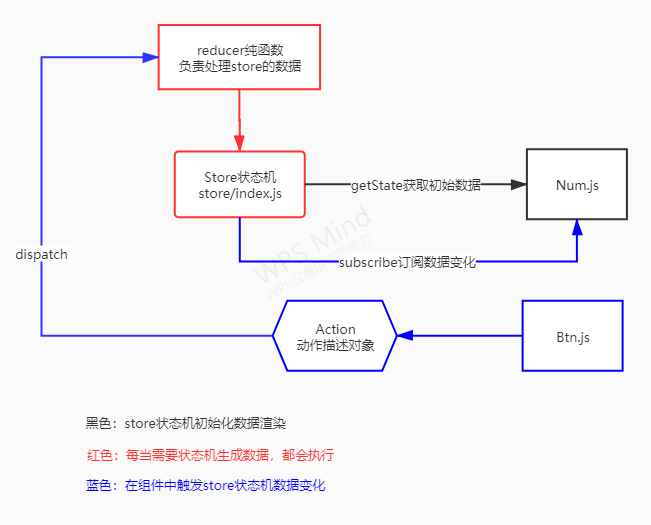 reducer纯函数
负责处理store的数据
Store状态机
store/index.js
getState获取初始数据
Num.js
dispatch
WPS Mind
subscribe订阅数据变化
Action
动作描述对象
Btn.js
黑色：store状态机初始化数据渲染
红色：每当需要状态机生成数据，都会执行
蓝色：在组件中触发store状态机数据变化